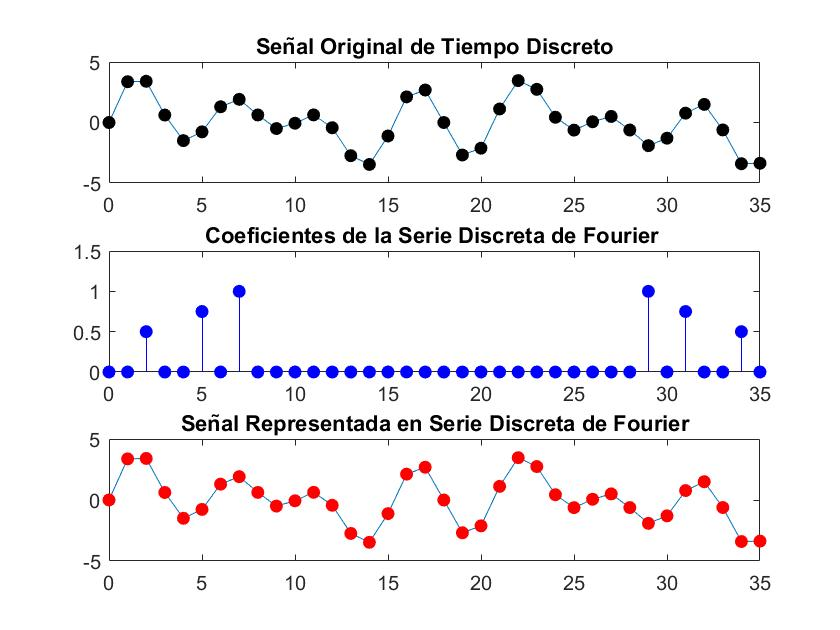 Señal Original de Tiempo Discreto
5
0
-5
0 5 10 15 20 25 30 35
Coeficientes de la Serie Discreta de Fourier
1.5
1
0.5
0
0 5 10 15 20 25 30 35
Señal Representada en Serie Discreta de Fourier
5
0
-5
0 5 10 15 20 25 30 35